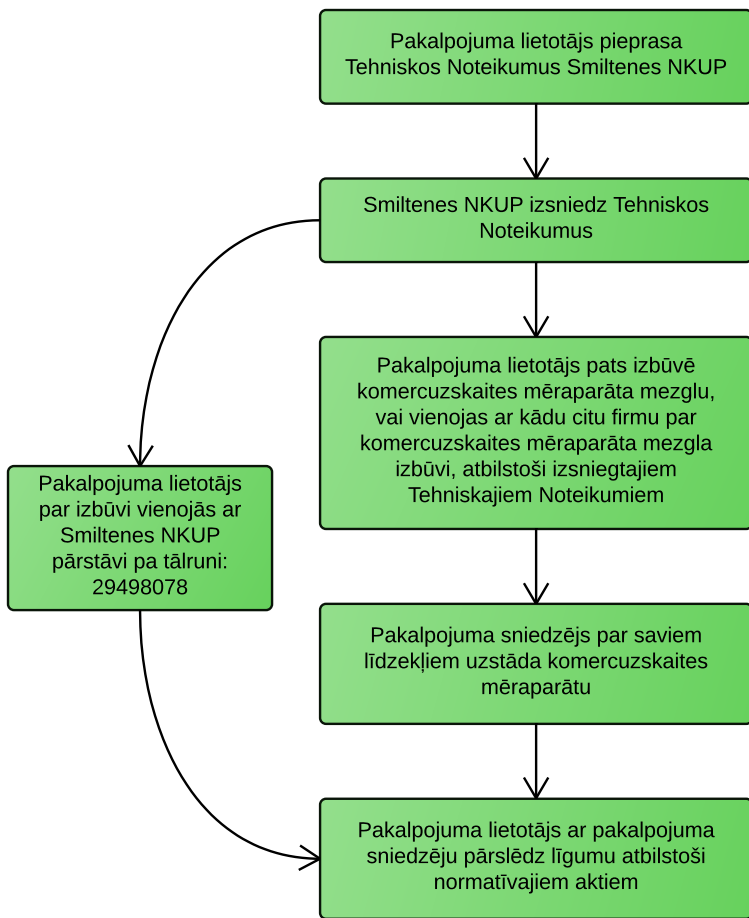 Pakalpojuma lietotājs pieprasa
Tehniskos Noteikumus Smiltenes NKUP
Smiltenes NKUP izsniedz Tehniskos
Noteikumus
Pakalpojuma lietotājs pats izbūvē
komercuzskaites mēraparāta mezglu,
vai vienojas ar kādu citu firmu par
komercuzskaites mēraparāta mezgla
izbūvi, atbilstoši izsniegtajiem
Tehniskajiem Noteikumiem
Pakalpojuma lietotājs
par izbūvi vienojās ar
Smiltenes NKUP
pārstāvi pa tālruni:
29498078
Pakalpojuma sniedzējs par saviem
līdzekļiem uzstāda komercuzskaites
mēraparātu
Pakalpojuma lietotājs ar pakalpojuma
sniedzēju pārslēdz līgumu atbilstoši
normatīvajiem aktiem